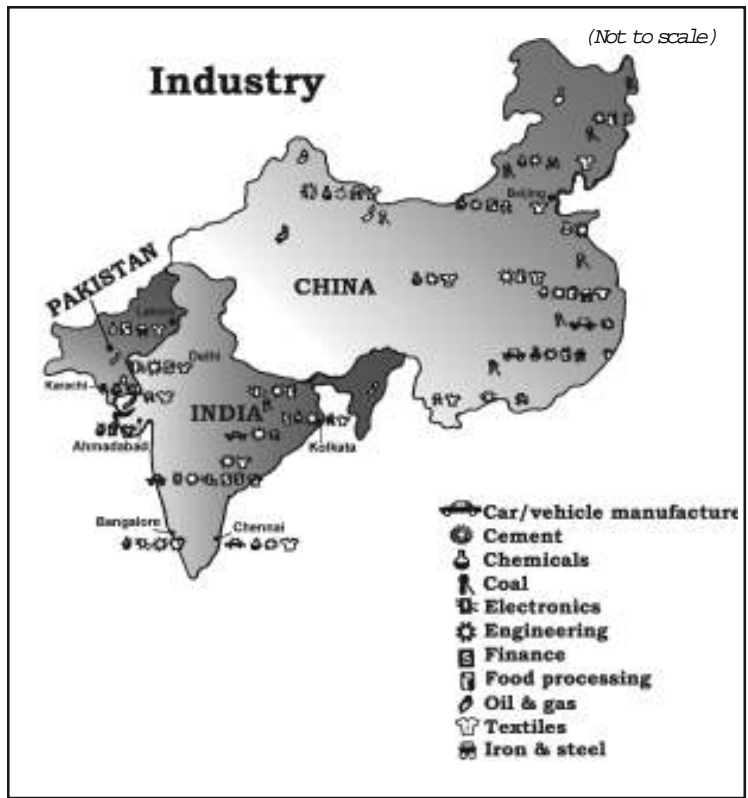 (Not to scale)
Industry
Beijing
PAKISTAN
CHINA
Lahore
Delhi
Karachi
INDIA
Ahmadabad
Kolkata
Bangalore
Chennai
Car/vehicle manufacture
Cement
Chemicals
Coal
Electronics
Engineering
Finance
Food processing
Oil & gas
Textiles
Iron & steel